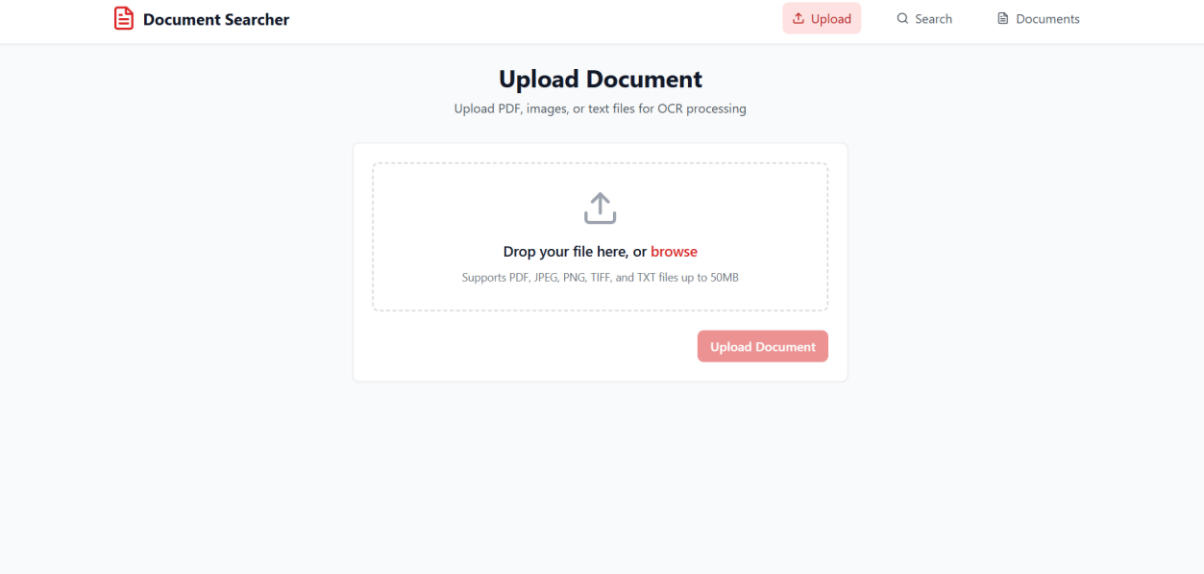 Document Searcher
Upload
Search
Documents
Upload Document
Upload PDF, images, or text files for OCR processing
Drop your file here, or browse
Supports PDF, JPEG, PNG, TIFF, and TXT files up to 50MB
Upload Document